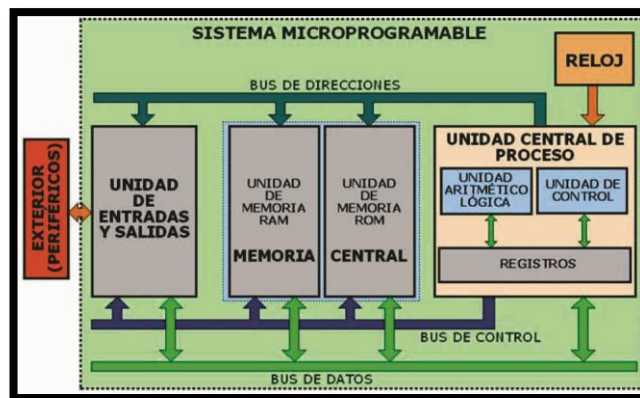 SISTEMA MICROPROGRAMABLE
RELOJ
BUS DE DIRECCIONES
EXTERIOR
(PERIFÉRICOS)
UNIDAD
DE
ENTRADAS
Y SALIDAS
UNIDAD
DE
MEMORIA
RAM
MEMORIA
UNIDAD
DE
MEMORIA
ROM
CENTRAL
UNIDAD CENTRAL DE
PROCESO
UNIDAD
ARITMÉTICO
LÓGICA
UNIDAD DE
CONTROL
REGISTROS
BUS DE CONTROL
BUS DE DATOS